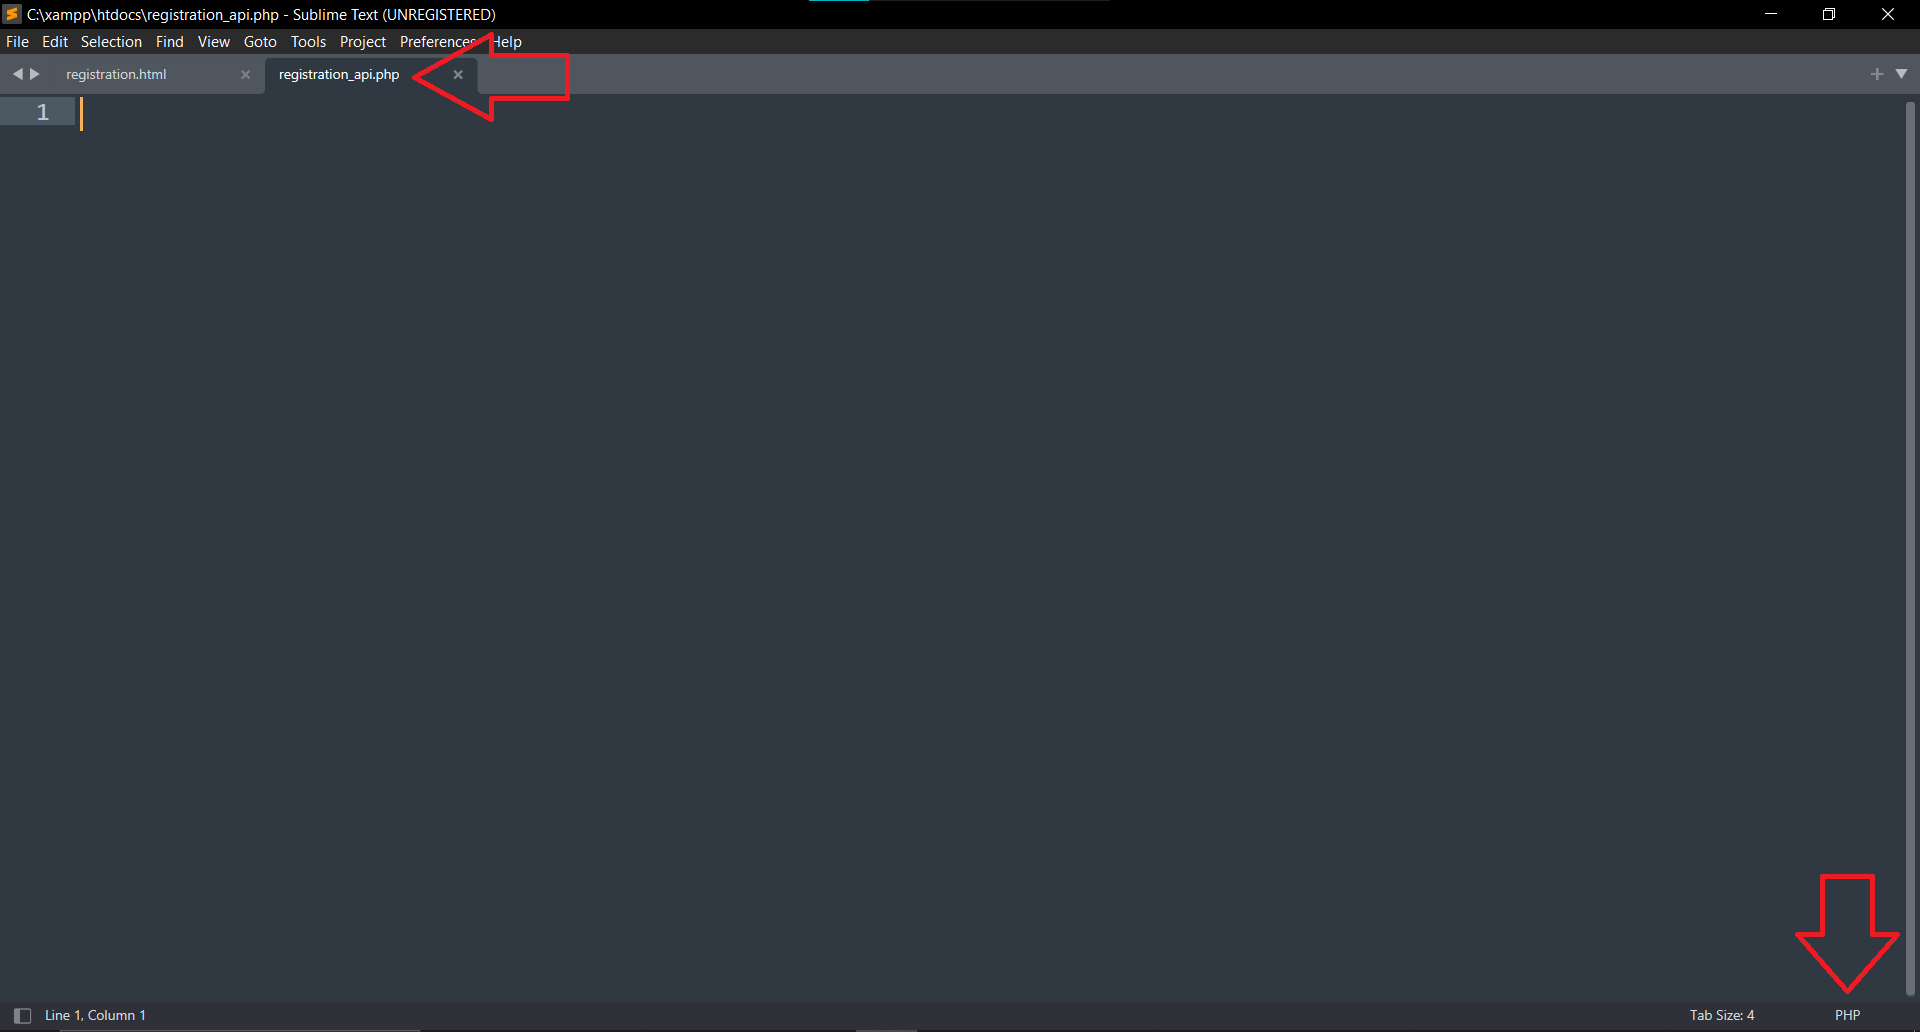 C:\xampp\htdocs\registration_api.php - Sublime Text (UNREGISTERED)
File Edit Selection Find View Goto Tools Project Preferences Help
registration.html registration_api.php
1
Line 1, Column 1 Tab Size: 4 PHP